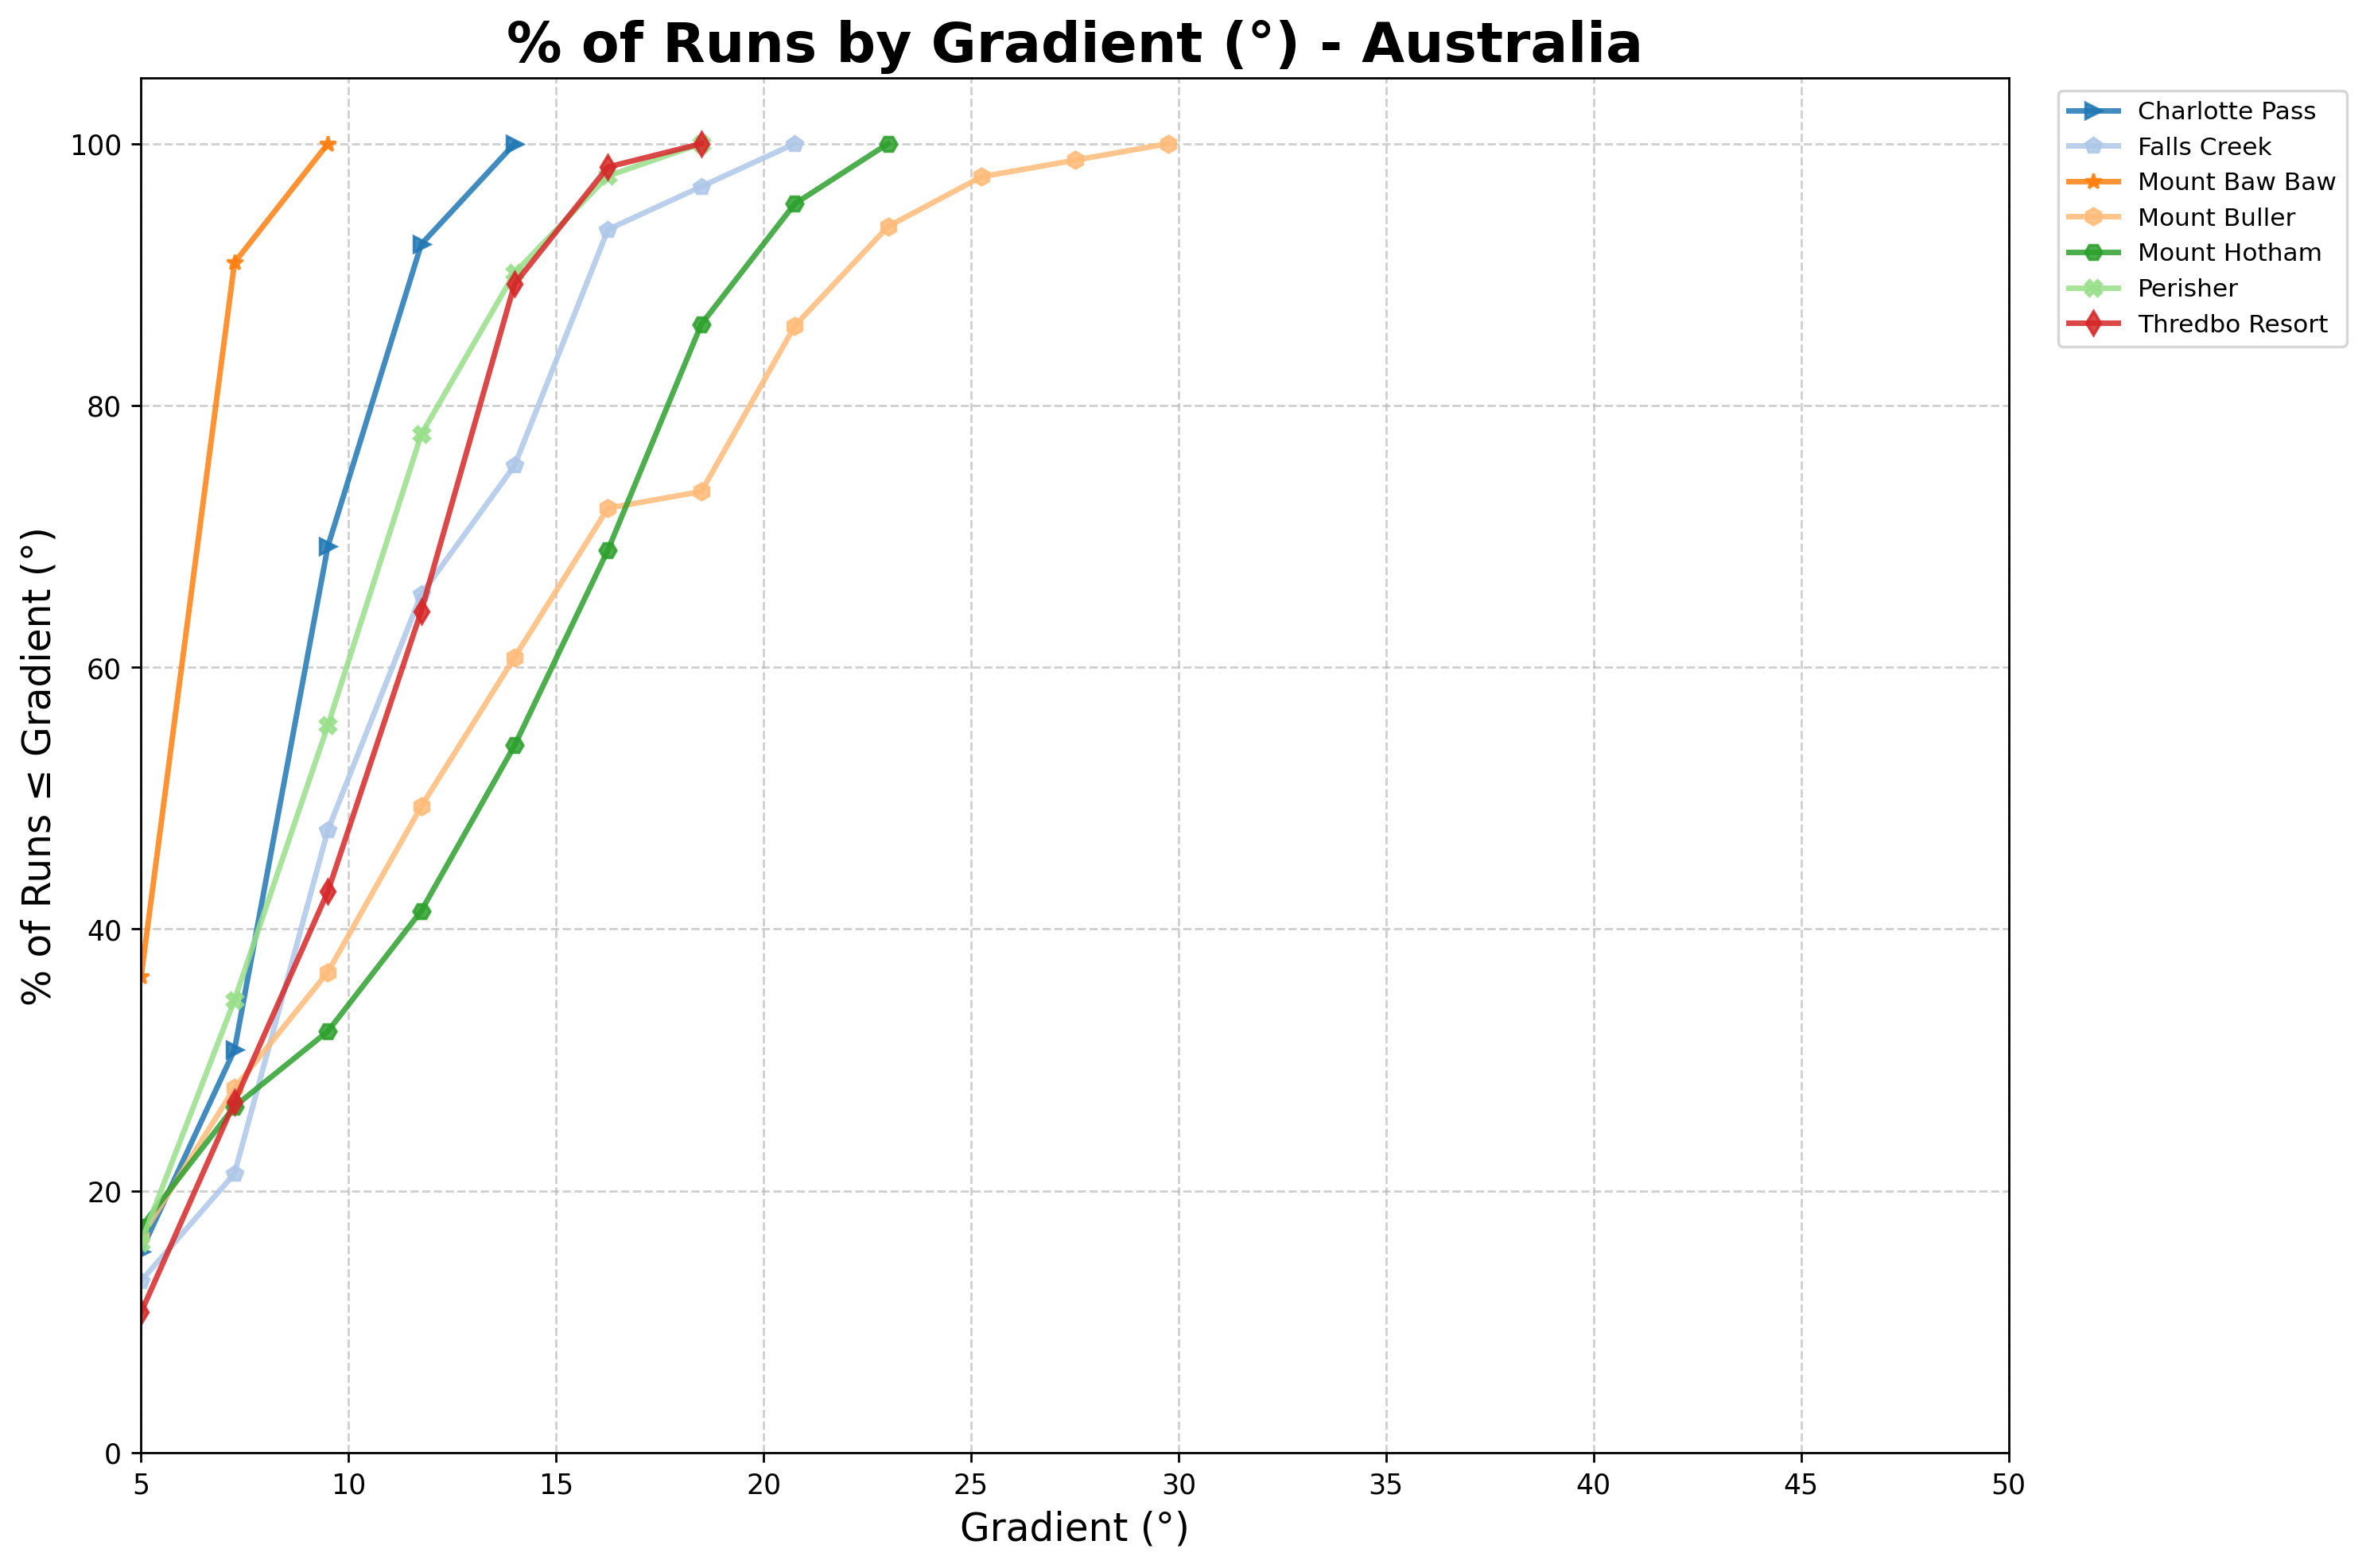 % of Runs by Gradient (°) - Australia
% of Runs ≤ Gradient (°)
100
80
60
40
20
0
5 10 15 20 25 30 35 40 45 50
Gradient (°)
Charlotte Pass
Falls Creek
Mount Baw Baw
Mount Buller
Mount Hotham
Perisher
Thredbo Resort